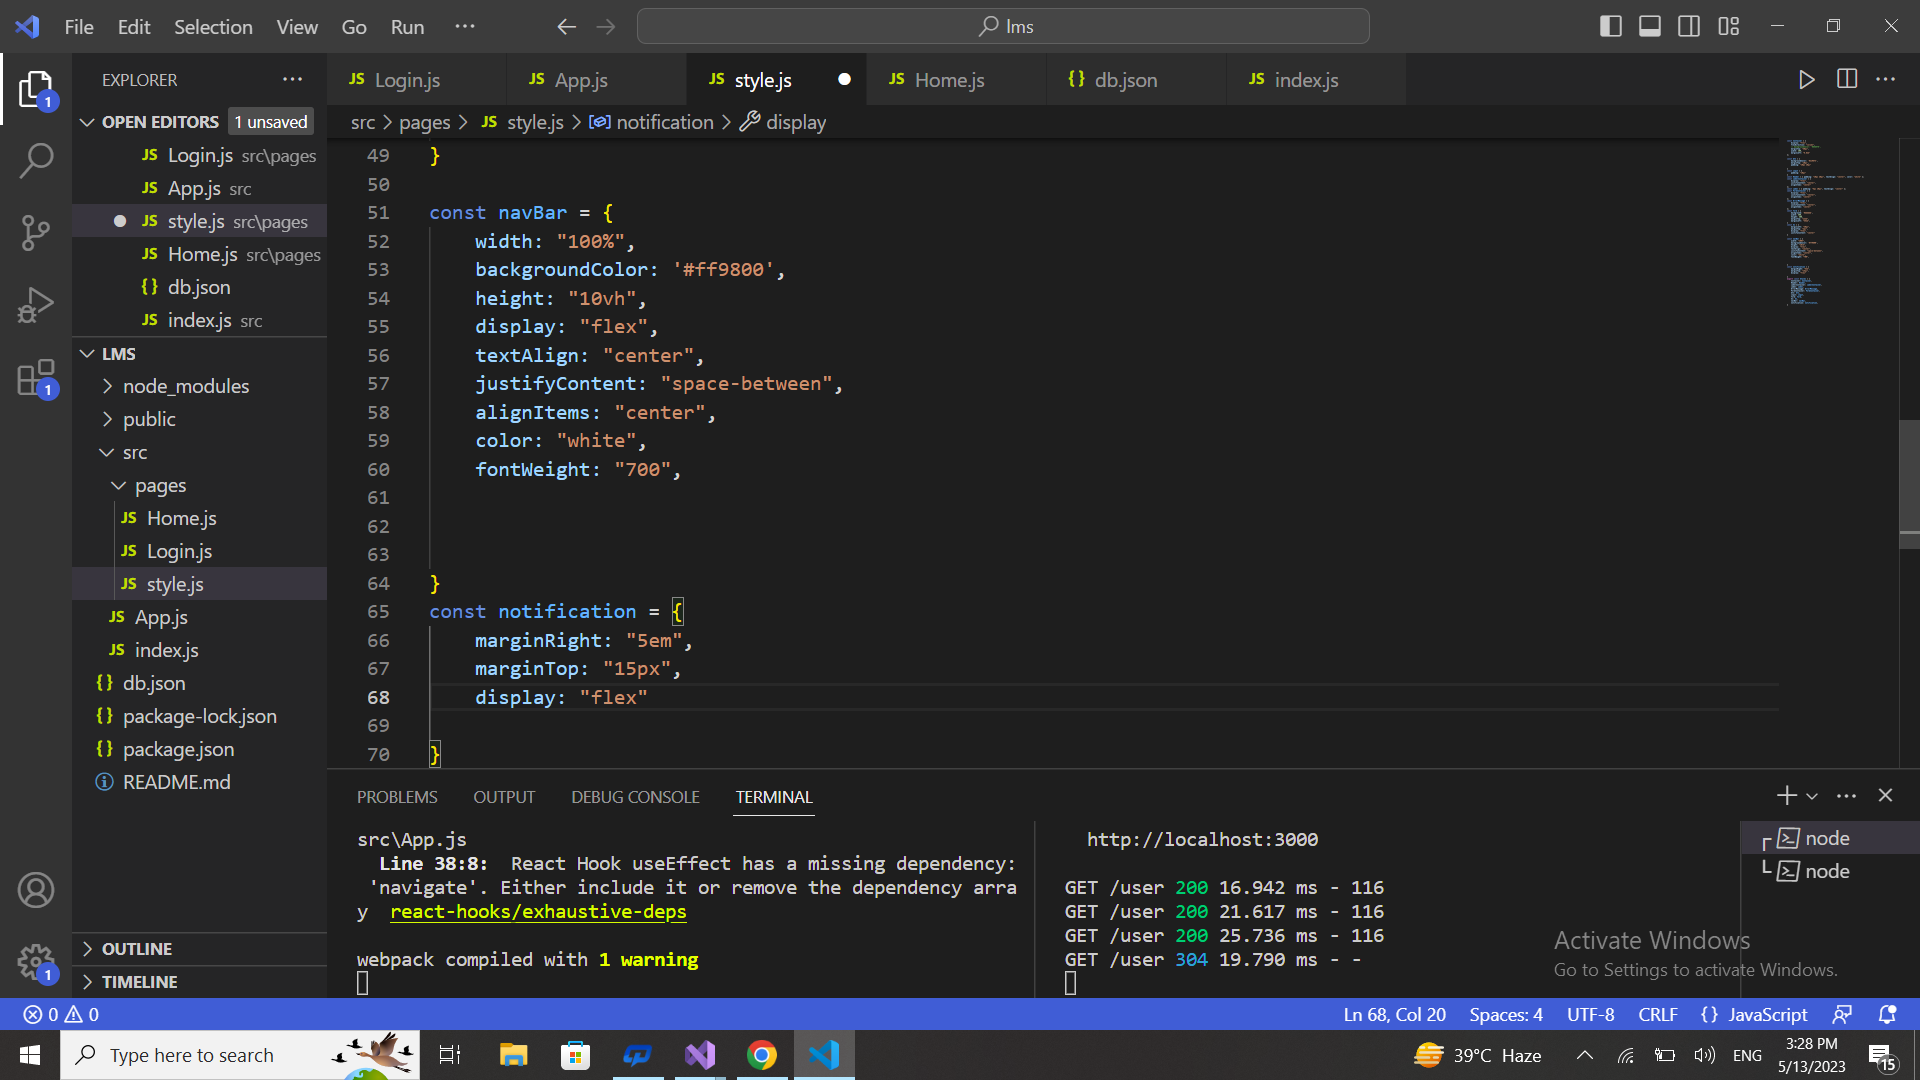 File Edit Selection View Go Run ··· lms
EXPLORER ···
OPEN EDITORS 1 unsaved
JS Login.js src\pages
JS App.js src
JS style.js src\pages
JS Home.js src\pages
{} db.json
JS index.js src
LMS
node_modules
public
src
pages
JS Home.js
JS Login.js
JS style.js
JS App.js
JS index.js
{} db.json
{} package-lock.json
{} package.json
README.md
OUTLINE
TIMELINE
JS Login.js JS App.js JS style.js JS Home.js {} db.json JS index.js
src > pages > JS style.js > notification > display
49 }
50
51 const navBar = {
52 width: "100%",
53 backgroundColor: '#ff9800',
54 height: "10vh",
55 display: "flex",
56 textAlign: "center",
57 justifyContent: "space-between",
58 alignItems: "center",
59 color: "white",
60 fontWeight: "700",
61
62
63
64 }
65 const notification = {
66 marginRight: "5em",
67 marginTop: "15px",
68 display: "flex"
69
70 }
PROBLEMS OUTPUT DEBUG CONSOLE TERMINAL
src\App.js
Line 38:8: React Hook useEffect has a missing dependency:
'navigate'. Either include it or remove the dependency arra
y react-hooks/exhaustive-deps
webpack compiled with 1 warning
http://localhost:3000
GET /user 200 16.942 ms - 116
GET /user 200 21.617 ms - 116
GET /user 200 25.736 ms - 116
GET /user 304 19.790 ms - -
node
node
Activate Windows
Go to Settings to activate Windows.
1
1
1
0 0 Ln 68, Col 20 Spaces: 4 UTF-8 CRLF {} JavaScript
Type here to search 39°C Haze ENG 3:28 PM
5/13/2023 15